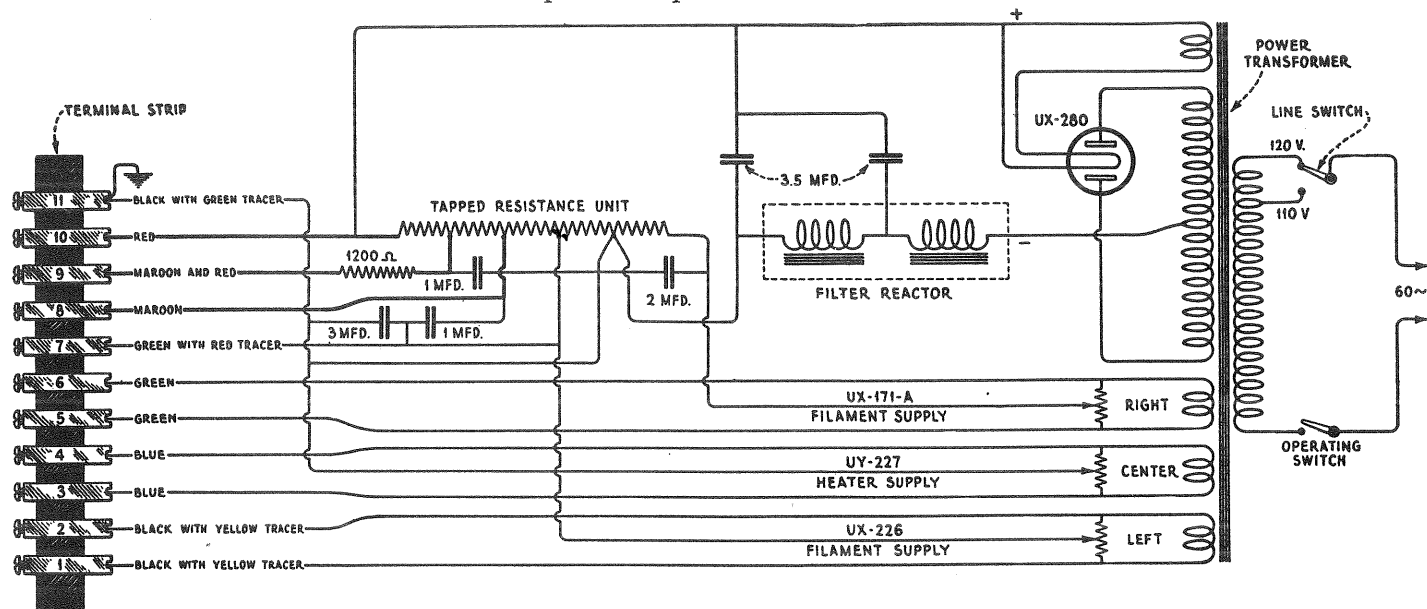 +
POWER
TRANSFORMER
TERMINAL STRIP
UX-280
LINE SWITCH
120 V.
110 V
3.5 MFD.
11 BLACK WITH GREEN TRACER
TAPPED RESISTANCE UNIT
10 RED
-
9 MAROON AND RED
1200 Ω
1 MFD.
2 MFD.
FILTER REACTOR
60~
8 MAROON
3 MFD.
1 MFD.
7 GREEN WITH RED TRACER
6 GREEN
UX-171-A
FILAMENT SUPPLY
RIGHT
5 GREEN
OPERATING
SWITCH
4 BLUE
UY-227
HEATER SUPPLY
CENTER
3 BLUE
2 BLACK WITH YELLOW TRACER
UX-226
FILAMENT SUPPLY
LEFT
1 BLACK WITH YELLOW TRACER